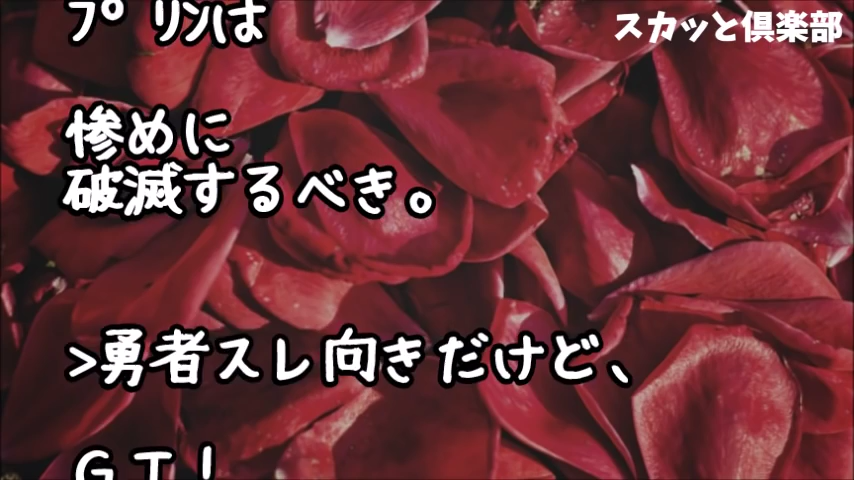 スカッと倶楽部
プリンは
惨めに
破滅するべき。
>勇者スレ向きだけど、
GTL